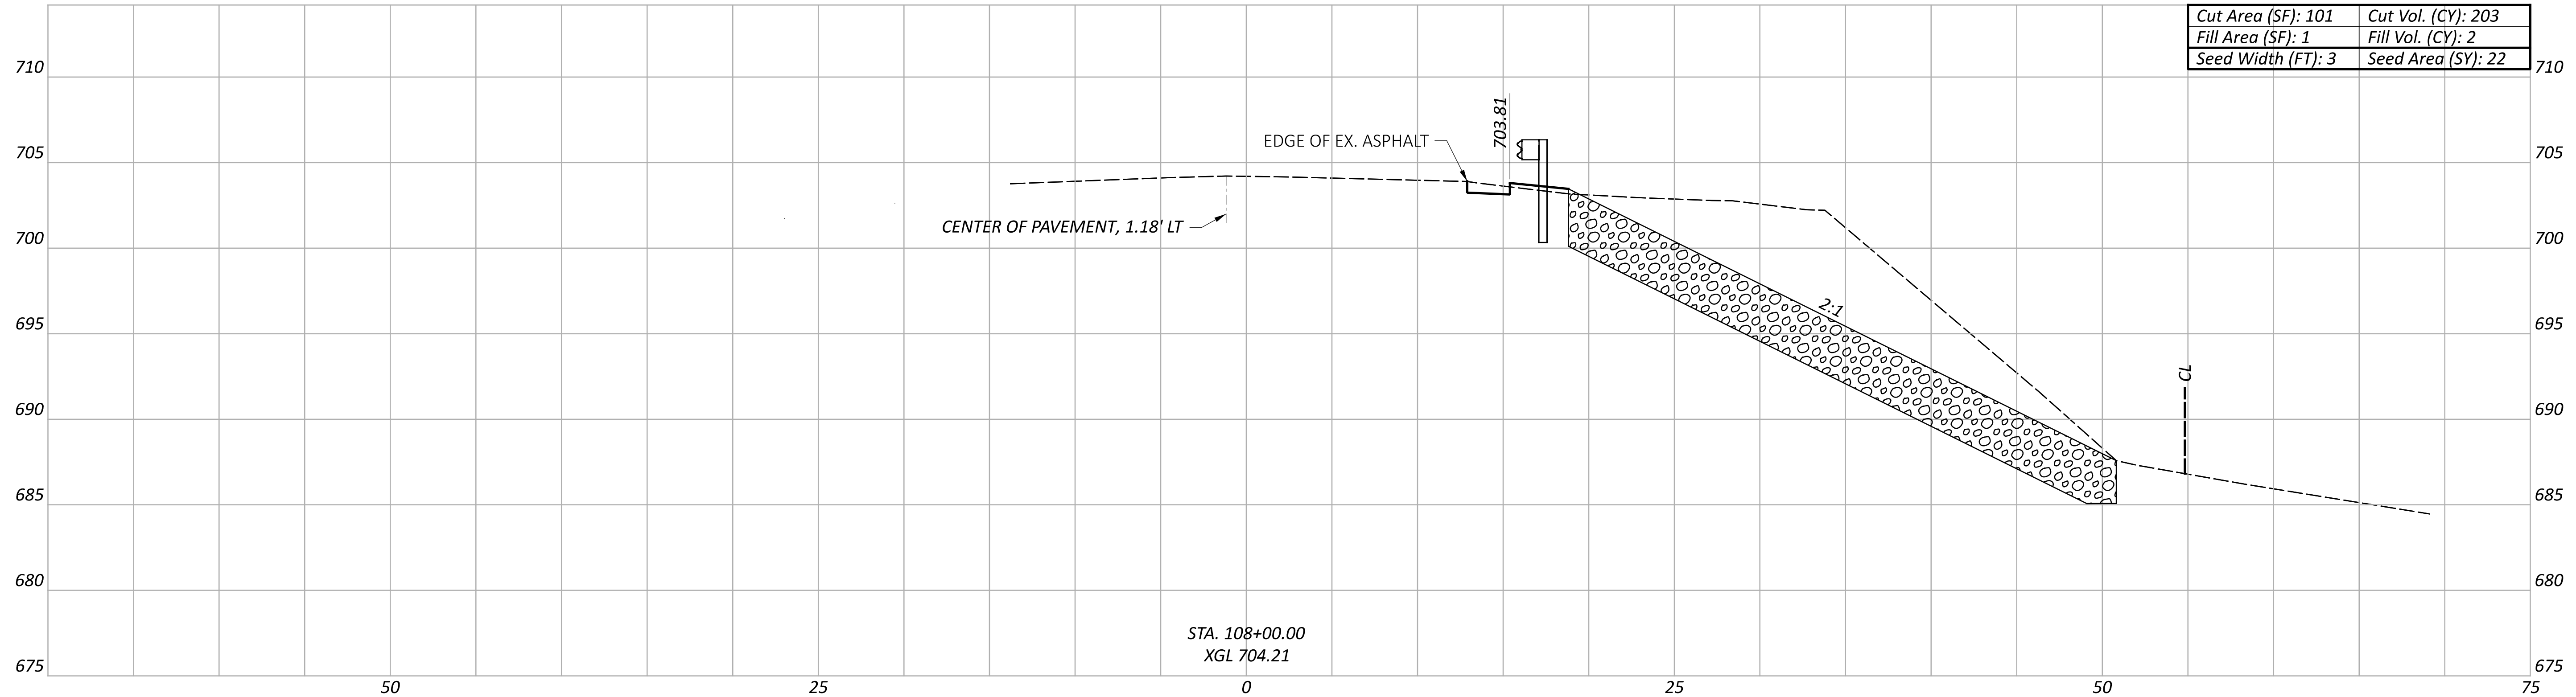 Cut Area (SF): 101 Cut Vol. (CY): 203
Fill Area (SF): 1 Fill Vol. (CY): 2
Seed Width (FT): 3 Seed Area (SY): 22
710 710
703.81
EDGE OF EX. ASPHALT
705 705
CENTER OF PAVEMENT, 1.18' LT
700 700
2:1
695 695
CL
690 690
685 685
680 680
STA. 108+00.00
XGL 704.21
675 675
50 25 0 25 50 75